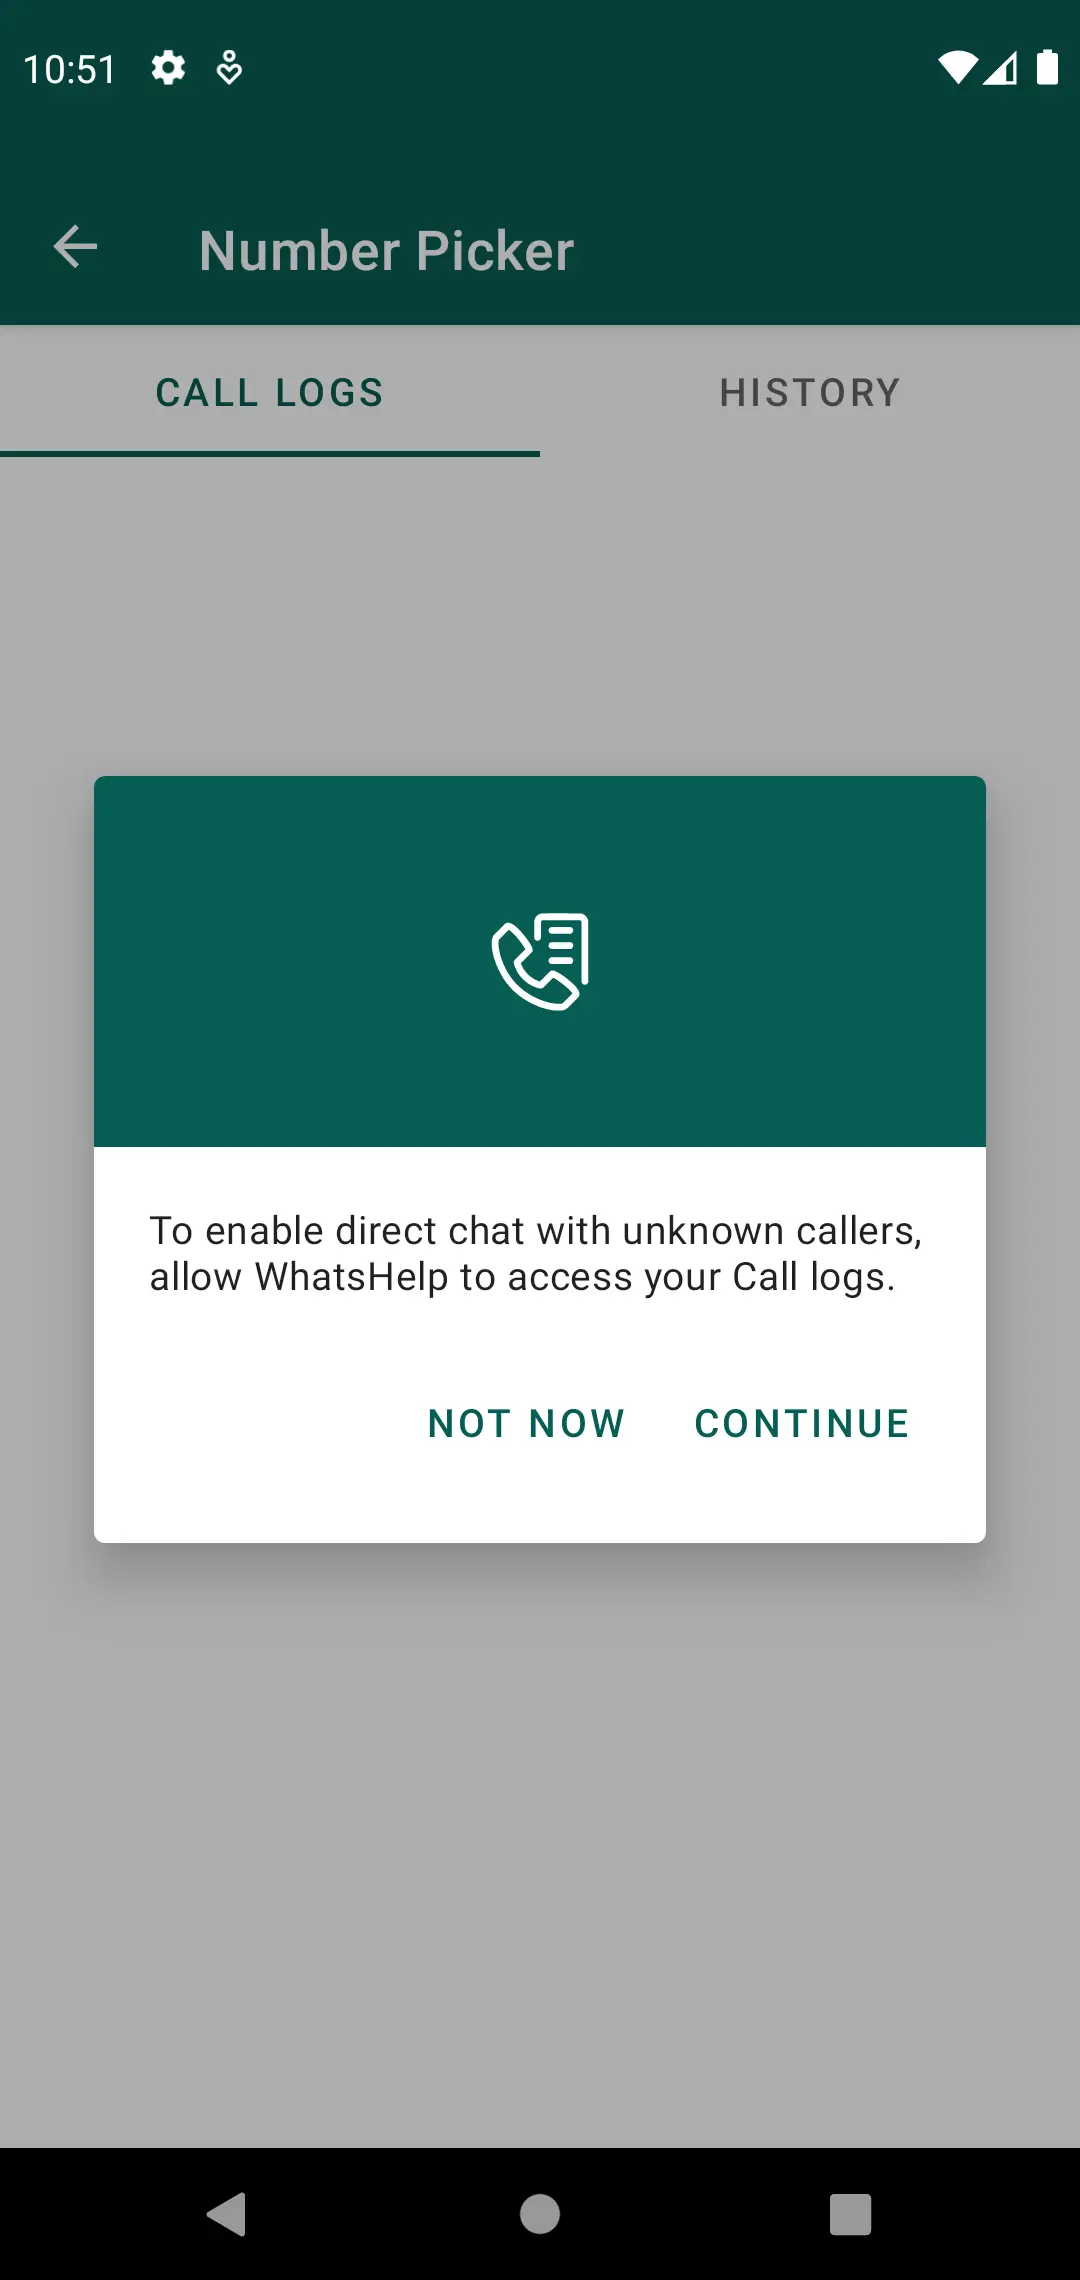 10:51
Number Picker
CALL LOGS
HISTORY
To enable direct chat with unknown callers,
allow WhatsHelp to access your Call logs.
NOT NOW
CONTINUE